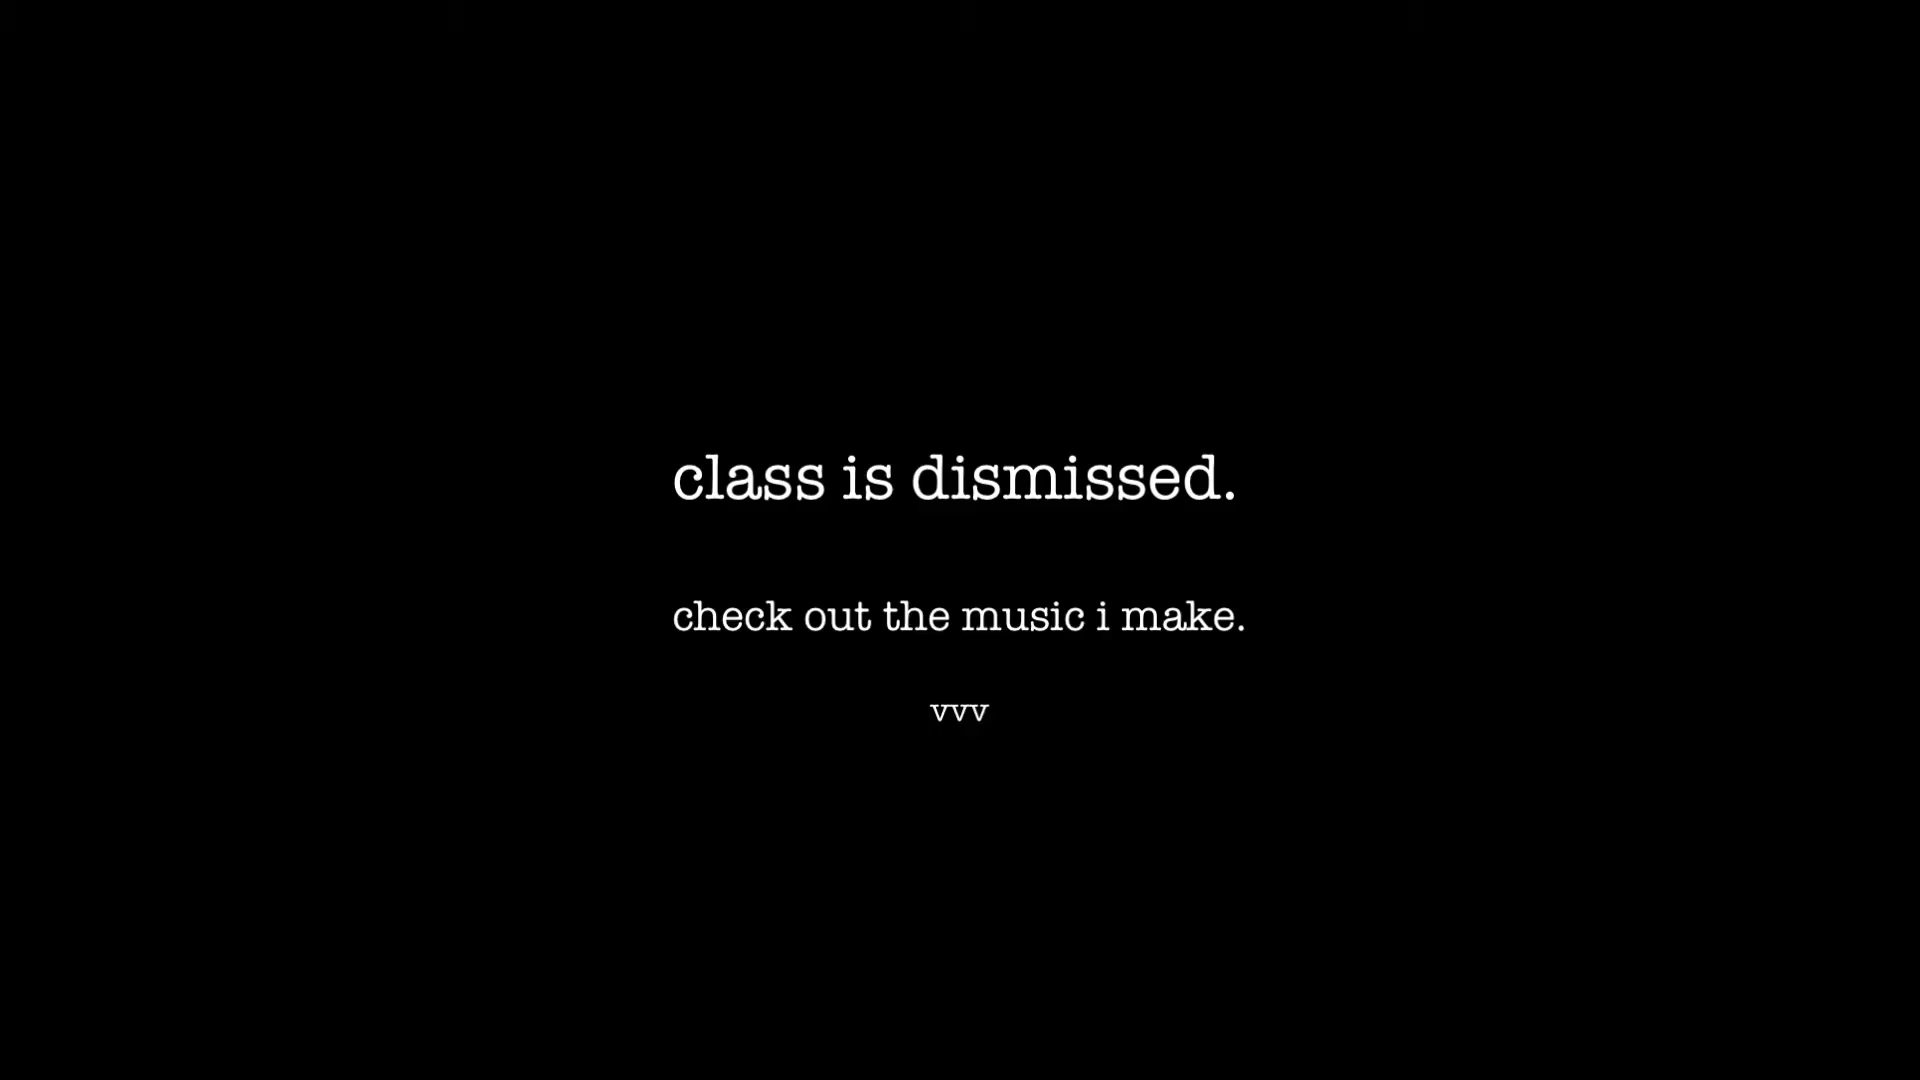 class is dismissed.
check out the music i make.
vvv